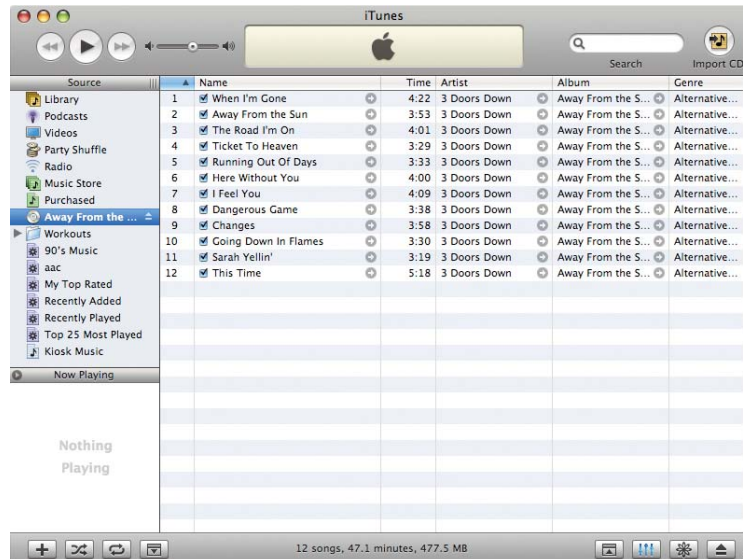 iTunes
Search
Import CD
Source
Library
Podcasts
Videos
Party Shuffle
Radio
Music Store
Purchased
Away From the ...
Workouts
90's Music
aac
My Top Rated
Recently Added
Recently Played
Top 25 Most Played
Kiosk Music
Now Playing
Nothing
Playing
Name Time Artist Album Genre
1 When I'm Gone 4:22 3 Doors Down Away From the S... Alternative...
2 Away From the Sun 3:53 3 Doors Down Away From the S... Alternative...
3 The Road I'm On 4:01 3 Doors Down Away From the S... Alternative...
4 Ticket To Heaven 3:29 3 Doors Down Away From the S... Alternative...
5 Running Out Of Days 3:33 3 Doors Down Away From the S... Alternative...
6 Here Without You 4:00 3 Doors Down Away From the S... Alternative...
7 I Feel You 4:09 3 Doors Down Away From the S... Alternative...
8 Dangerous Game 3:38 3 Doors Down Away From the S... Alternative...
9 Changes 3:58 3 Doors Down Away From the S... Alternative...
10 Going Down In Flames 3:30 3 Doors Down Away From the S... Alternative...
11 Sarah Yellin' 3:19 3 Doors Down Away From the S... Alternative...
12 This Time 5:18 3 Doors Down Away From the S... Alternative...
12 songs, 47.1 minutes, 477.5 MB